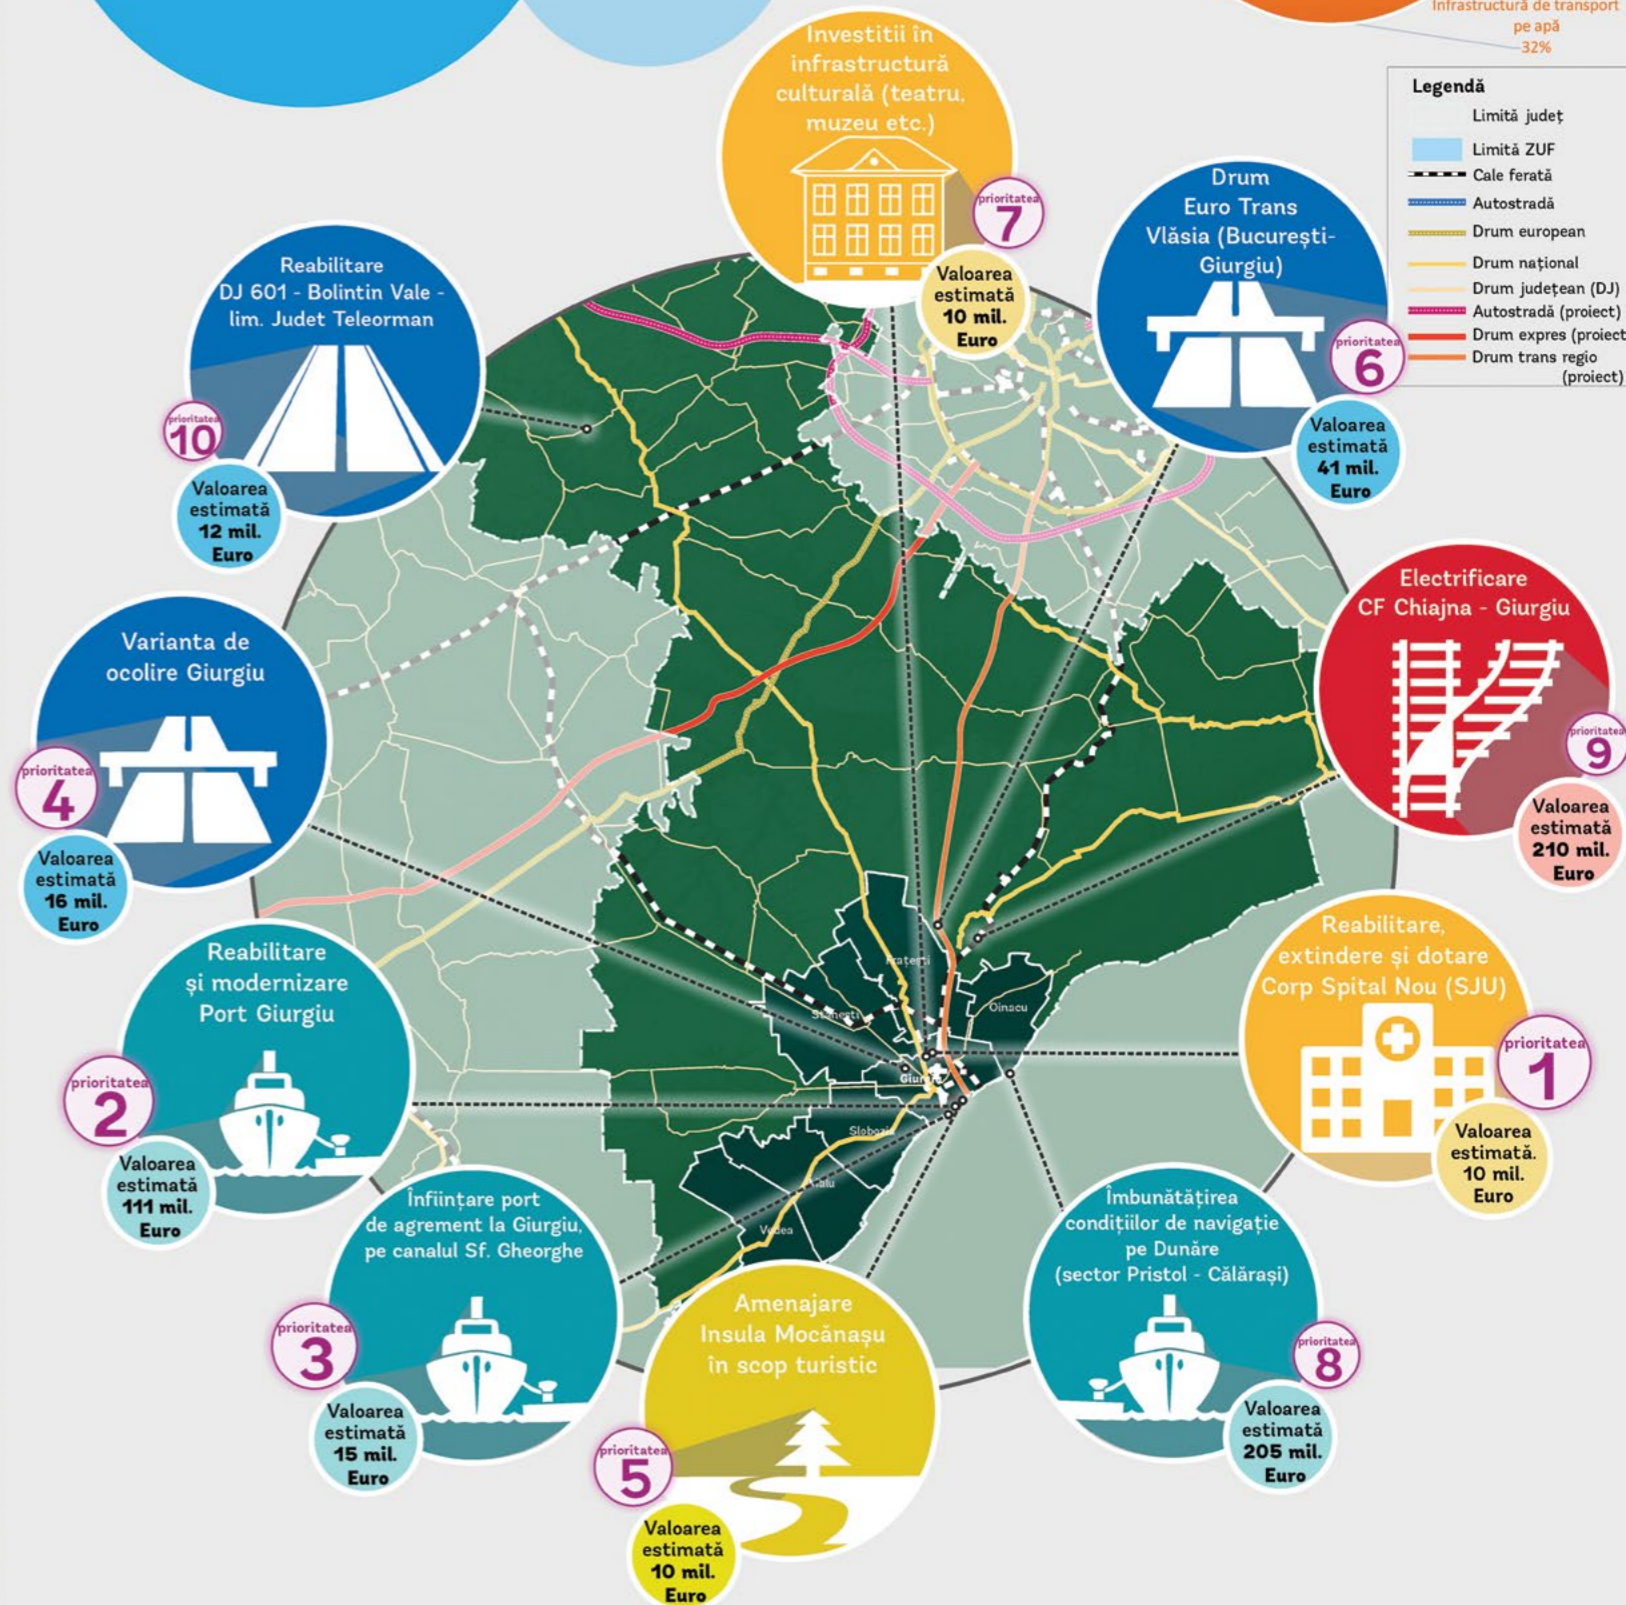 Infrastructură de transport
pe apă
32%
Legendă
Limită județ
Limită ZUF
Cale ferată
Autostradă
Drum european
Drum național
Drum județean (DJ)
Autostradă (proiect)
Drum expres (proiect
Drum trans regio
(proiect)
Investitii în
infrastructură
culturală (teatru,
muzeu etc.)
prioritatea
7
Valoarea
estimată
10 mil.
Euro
Drum
Euro Trans
Vlăsia (București-
Giurgiu)
prioritatea
6
Valoarea
estimată
41 mil.
Euro
Reabilitare
DJ 601 - Bolintin Vale -
lim. Judet Teleorman
prioritatea
10
Valoarea
estimată
12 mil.
Euro
Electrificare
CF Chiajna - Giurgiu
prioritatea
9
Valoarea
estimată
210 mil.
Euro
Varianta de
ocolire Giurgiu
prioritatea
4
Valoarea
estimată
16 mil.
Euro
Reabilitare,
extindere și dotare
Corp Spital Nou (SJU)
prioritatea
1
Valoarea
estimată.
10 mil.
Euro
Reabilitare
și modernizare
Port Giurgiu
prioritatea
2
Valoarea
estimată
111 mil.
Euro
Frătești
Stănești
Oinacu
Giurgiu
Slobozia
Vedea
Înființare port
de agrement la Giurgiu,
pe canalul Sf. Gheorghe
prioritatea
3
Valoarea
estimată
15 mil.
Euro
Îmbunătățirea
condițiilor de navigație
pe Dunăre
(sector Pristol - Călărași)
prioritatea
8
Valoarea
estimată
205 mil.
Euro
Amenajare
Insula Mocănașu
în scop turistic
prioritatea
5
Valoarea
estimată
10 mil.
Euro